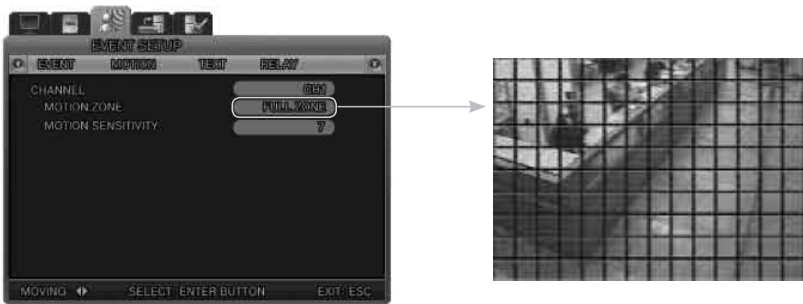 EVENT SETUP
EVENT MOTION TEXT RELAY
CHANNEL CH1
MOTION ZONE FULL ZONE
MOTION SENSITIVITY 7
MOVING SELECT: ENTER BUTTON EXIT: ESC